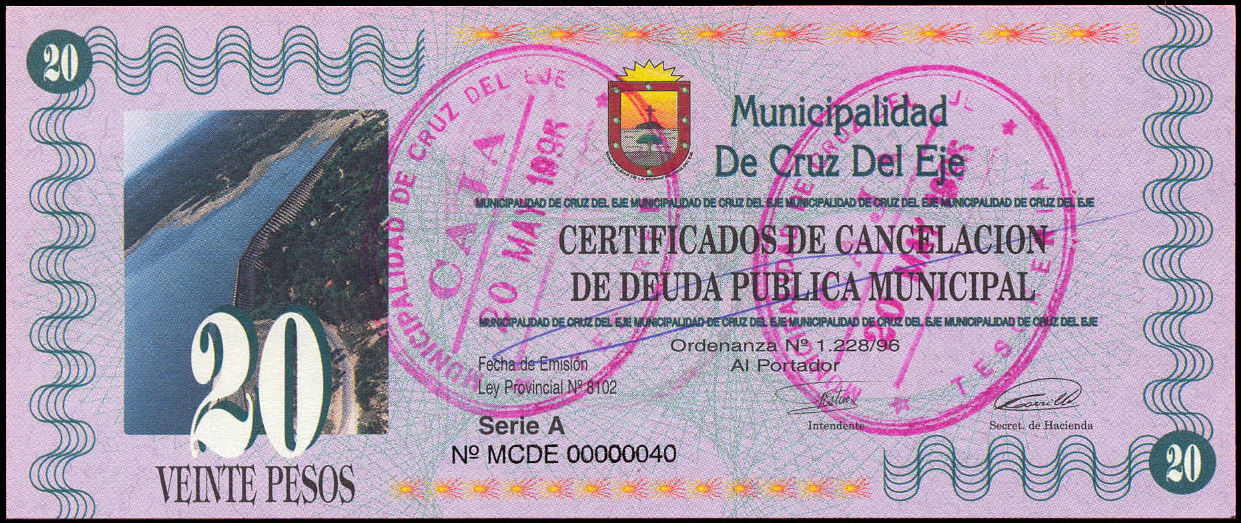 20
Municipalidad
De Cruz Del Eje
MUNICIPALIDAD DE CRUZ DEL EJE MUNICIPALIDAD DE CRUZ DEL EJE MUNICIPALIDAD DE CRUZ DEL EJE MUNICIPALIDAD DE CRUZ DEL EJE
CERTIFICADOS DE CANCELACION
DE DEUDA PUBLICA MUNICIPAL
MUNICIPALIDAD DE CRUZ DEL EJE MUNICIPALIDAD DE CRUZ DEL EJE MUNICIPALIDAD DE CRUZ DEL EJE MUNICIPALIDAD DE CRUZ DEL EJE
Ordenanza Nº 1.228/96
Al Portador
Fecha de Emisión
Ley Provincial Nº 8102
Serie A
Nº MCDE 00000040
Intendente
Secret. de Hacienda
20
VEINTE PESOS
20
MUNICIPALIDAD DE CRUZ DEL EJE
CAJA
20 MAY
20